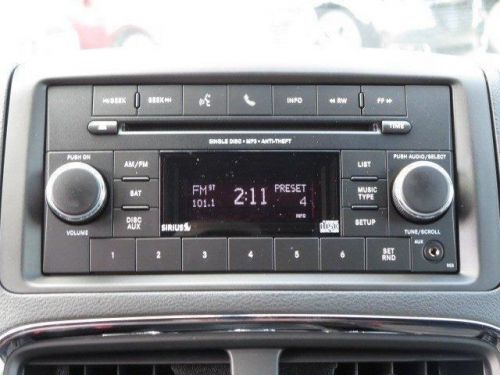 SEEK SEEK INFO RW FF
TIME
SINGLE DISC • MP3 • ANTI-THEFT
PUSH ON AM/FM LIST PUSH AUDIO/SELECT
SAT FM ST 2:11 PRESET MUSIC TYPE
101.1 4
DISC AUX INFO SETUP
VOLUME SIRIUS TUNE/SCROLL
1 2 3 4 5 6 SET RND AUX